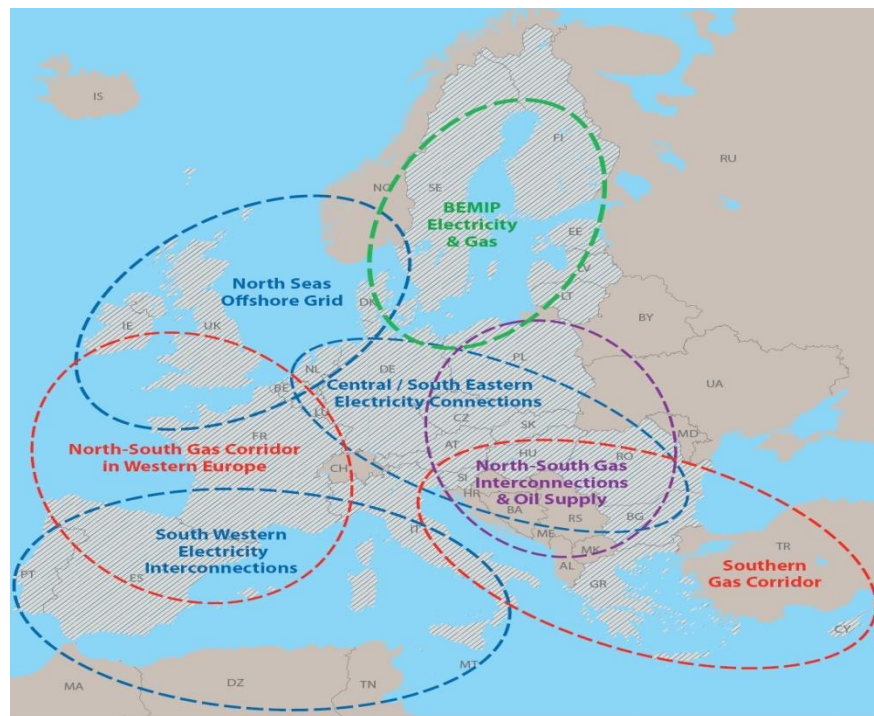 IS
RU
FI
NO
SE
BEMIP
Electricity
& Gas
EE
LV
LT
North Seas
Offshore Grid
DK
IE
UK
BY
NL
DE
PL
BE
LU
Central / South Eastern
Electricity Connections
UA
CZ
SK
FR
AT
HU
RO
MD
North-South Gas Corridor
in Western Europe
CH
SI
HR
North-South Gas
Interconnections
& Oil Supply
BA
RS
BG
ME
MK
AL
IT
GR
TR
South Western
Electricity
Interconnections
PT
ES
Southern
Gas Corridor
CY
MT
MA
DZ
TN